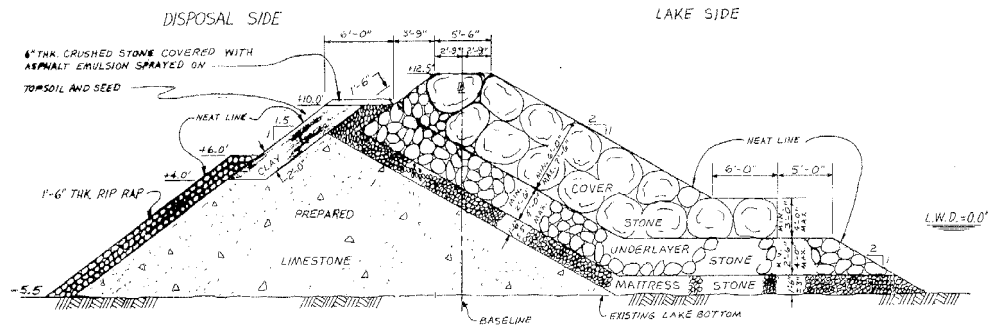 DISPOSAL SIDE
LAKE SIDE
6'-0"
3'-9"
5'-6"
2'-9"
2'-9"
6" THK. CRUSHED STONE COVERED WITH
ASPHALT EMULSION SPRAYED ON
TOPSOIL AND SEED
+12.5'
1'-6"
+10.0'
NEAT LINE
1.5
1
2
1
NEAT LINE
+6.0'
CLAY
2'-0"
+4.0'
6'-0"
5'-0"
COVER
1'-6" THK. RIP RAP
PREPARED
STONE
L.W.D.=0.0'
UNDERLAYER
STONE
2
1
LIMESTONE
MATTRESS
STONE
-5.5
BASELINE
EXISTING LAKE BOTTOM